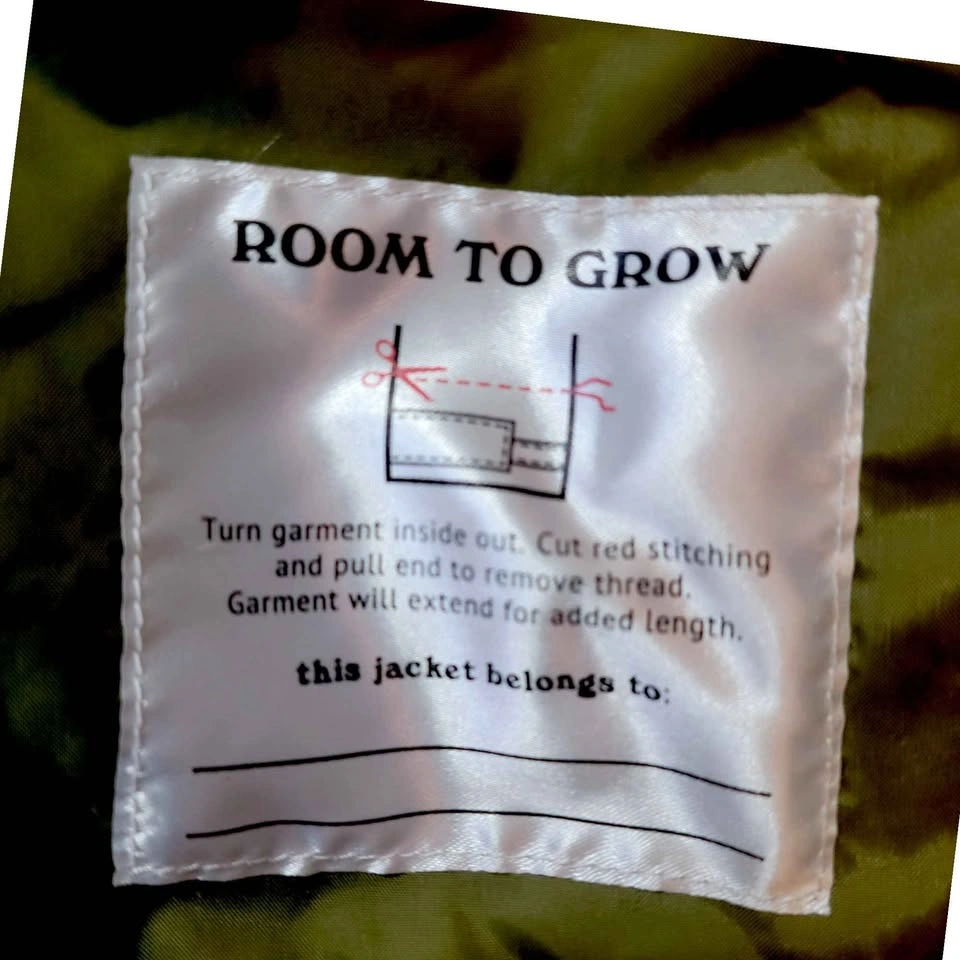 ROOM TO GROW
Turn garment inside out. Cut red stitching
and pull end to remove thread.
Garment will extend for added length.
this jacket belongs to: